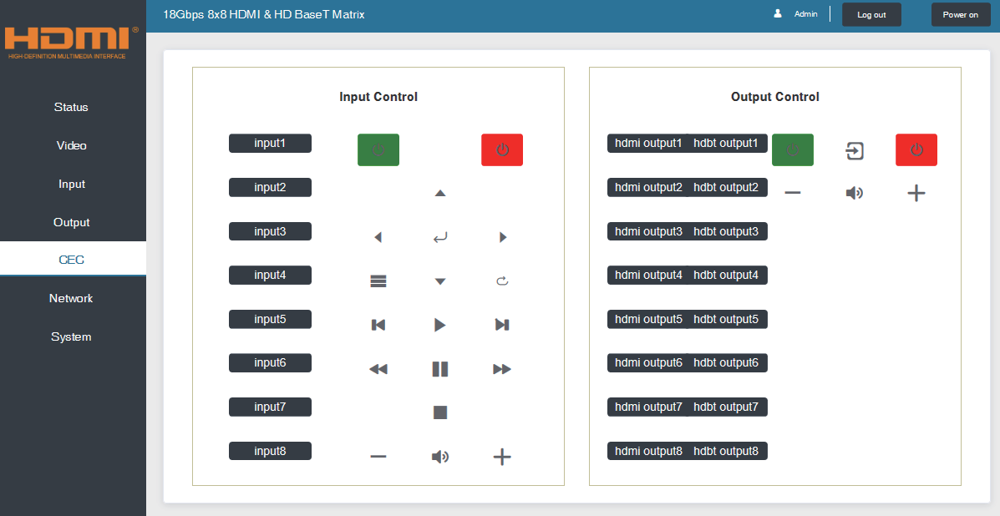 HDMI®
HIGH-DEFINITION MULTIMEDIA INTERFACE
18Gbps 8x8 HDMI & HD BaseT Matrix
Admin
Log out
Power on
Status
Video
Input
Output
CEC
Network
System
Input Control
input1
input2
input3
input4
input5
input6
input7
input8
Output Control
hdmi output1 hdbt output1
hdmi output2 hdbt output2
hdmi output3 hdbt output3
hdmi output4 hdbt output4
hdmi output5 hdbt output5
hdmi output6 hdbt output6
hdmi output7 hdbt output7
hdmi output8 hdbt output8